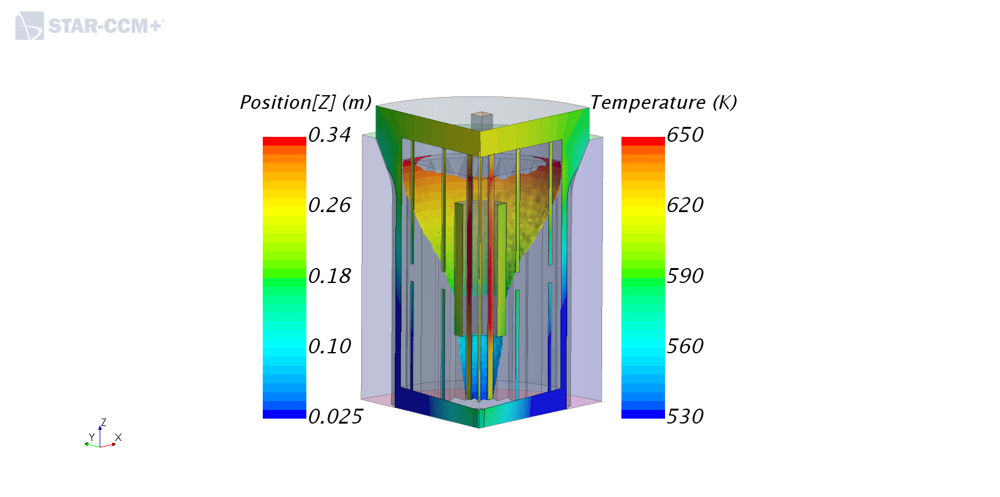 STAR-CCM+®
Position[Z] (m)
0.34
0.26
0.18
0.10
0.025
Temperature (K)
650
620
590
560
530
Z
Y
X